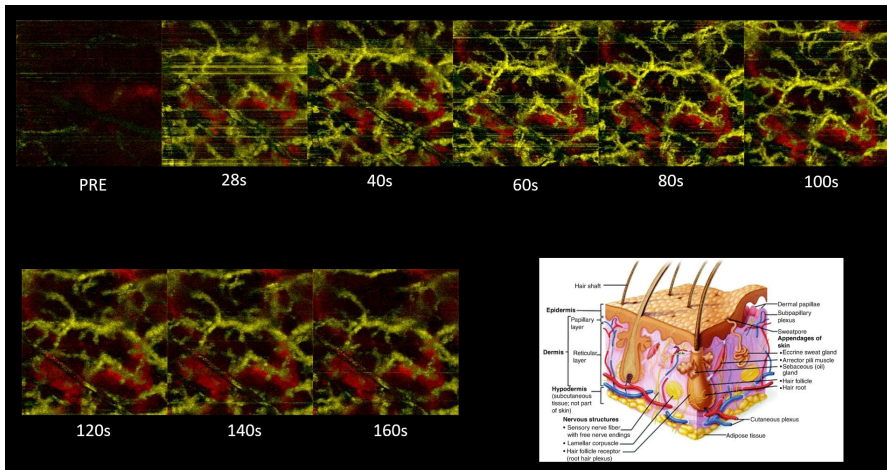 PRE
28s
40s
60s
80s
100s
120s
140s
160s
Hair shaft
Epidermis
Papillary
layer
Dermis
Reticular
layer
Hypodermis
(subcutaneous
tissue; not part
of skin)
Nervous structures
• Sensory nerve fiber
with free nerve endings
• Lamellar corpuscle
• Hair follicle receptor
(root hair plexus)
Dermal papillae
Subpapillary
plexus
Sweatpore
Appendages of
skin
• Eccrine sweat gland
• Arrector pili muscle
• Sebaceous (oil)
gland
• Hair follicle
• Hair root
Cutaneous plexus
Adipose tissue